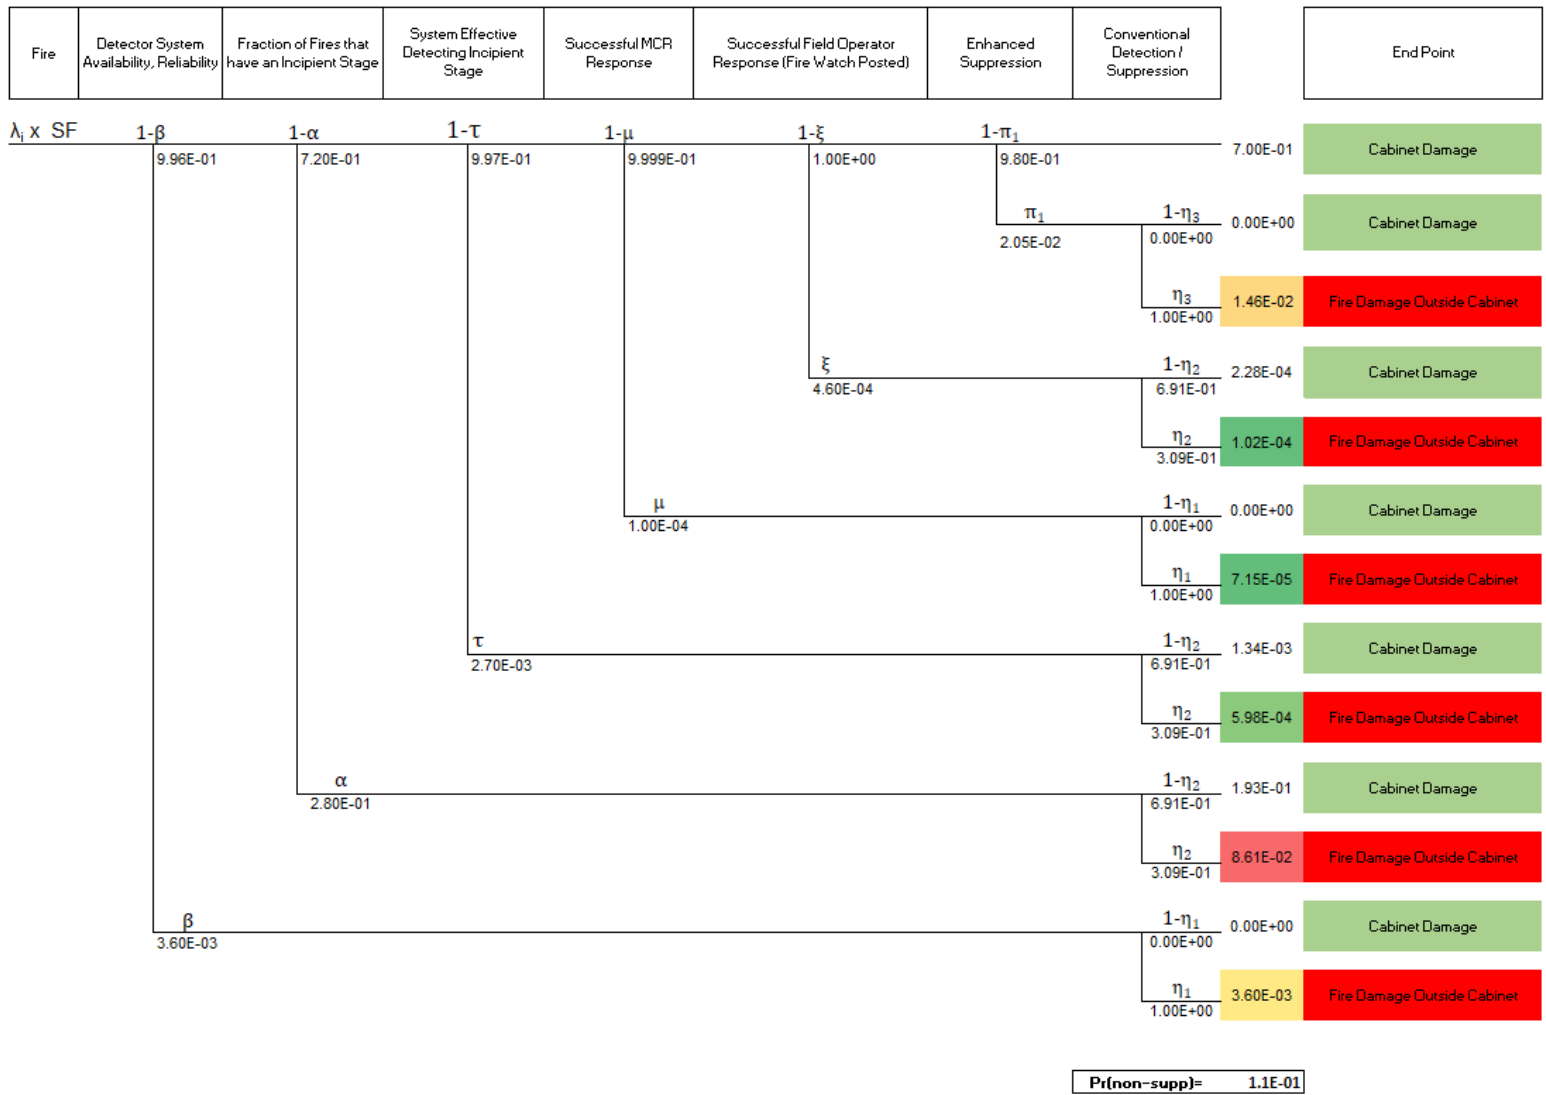 Fire
Detector System
Availability, Reliability
Fraction of Fires that
have an Incipient Stage
System Effective
Detecting Incipient
Stage
Successful MCR
Response
Successful Field Operator
Response (Fire Watch Posted)
Enhanced
Suppression
Conventional
Detection /
Suppression
End Point
λi x SF
1-β
1-α
1-τ
1-μ
1-ξ
1-π1
9.96E-01
7.20E-01
9.97E-01
9.999E-01
1.00E+00
9.80E-01
7.00E-01
Cabinet Damage
π1
1-η3
2.05E-02
0.00E+00
0.00E+00
Cabinet Damage
η3
1.00E+00
1.46E-02
Fire Damage Outside Cabinet
ξ
1-η2
4.60E-04
6.91E-01
2.28E-04
Cabinet Damage
η2
3.09E-01
1.02E-04
Fire Damage Outside Cabinet
μ
1-η1
1.00E-04
0.00E+00
0.00E+00
Cabinet Damage
η1
1.00E+00
7.15E-05
Fire Damage Outside Cabinet
τ
1-η2
2.70E-03
6.91E-01
1.34E-03
Cabinet Damage
η2
3.09E-01
5.98E-04
Fire Damage Outside Cabinet
α
1-η2
2.80E-01
6.91E-01
1.93E-01
Cabinet Damage
η2
3.09E-01
8.61E-02
Fire Damage Outside Cabinet
β
1-η1
3.60E-03
0.00E+00
0.00E+00
Cabinet Damage
η1
1.00E+00
3.60E-03
Fire Damage Outside Cabinet
Pr(non-supp)= 1.1E-01